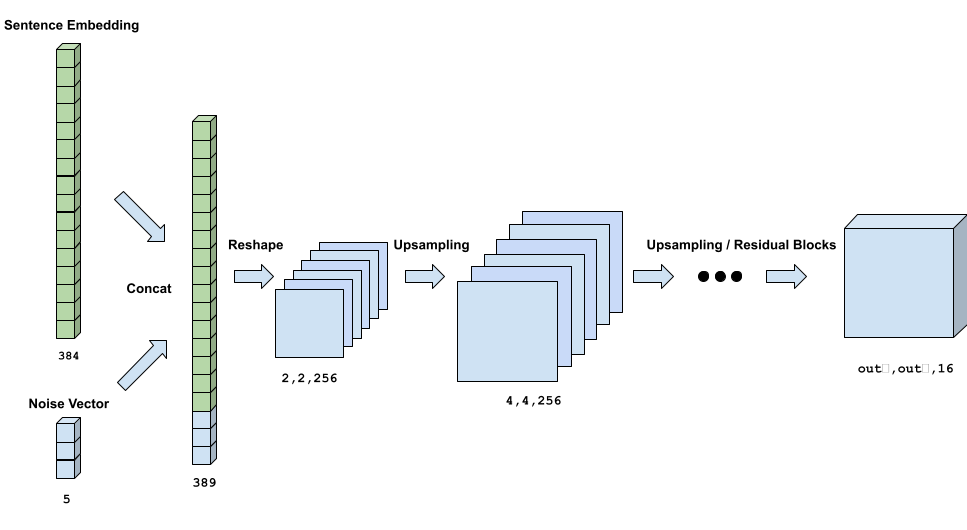 Sentence Embedding
384
Noise Vector
5
Concat
389
Reshape
2,2,256
Upsampling
4,4,256
Upsampling / Residual Blocks
out□,out□,16